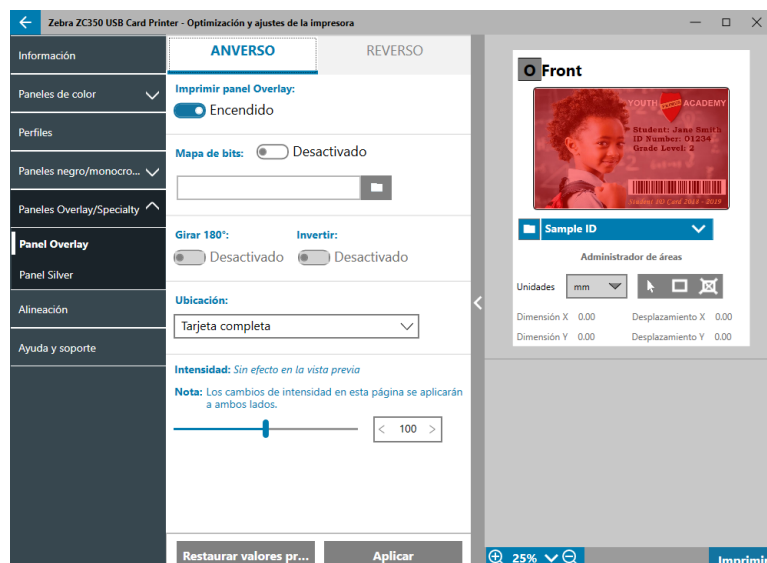 Zebra ZC350 USB Card Printer - Optimización y ajustes de la impresora
Información
Paneles de color
Perfiles
Paneles negro/monocro...
Paneles Overlay/Specialty
Panel Overlay
Panel Silver
Alineación
Ayuda y soporte
ANVERSO
REVERSO
Imprimir panel Overlay:
Encendido
Mapa de bits: Desactivado
Girar 180°: Invertir:
Desactivado Desactivado
Ubicación:
Tarjeta completa
Intensidad: Sin efecto en la vista previa
Nota: Los cambios de intensidad en esta página se aplicarán
a ambos lados.
< 100 >
Restaurar valores pr...
Aplicar
O Front
YOUTH ACADEMY
Student: Jane Smith
ID Number: 01234
Grade Level: 2
Student ID Card 2018 - 2019
Sample ID
Administrador de áreas
Unidades mm
Dimensión X 0.00 Desplazamiento X 0.00
Dimensión Y 0.00 Desplazamiento Y 0.00
25%
Imprimir